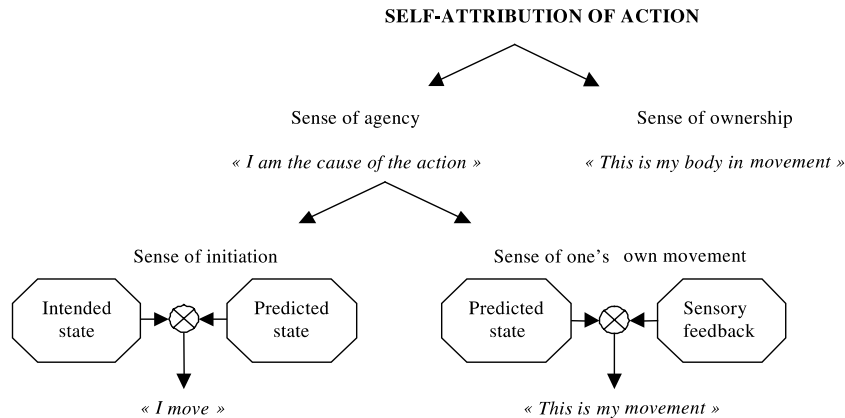 SELF-ATTRIBUTION OF ACTION
Sense of agency
Sense of ownership
« I am the cause of the action »
« This is my body in movement »
Sense of initiation
Sense of one's own movement
Intended
state
Predicted
state
Predicted
state
Sensory
feedback
« I move »
« This is my movement »